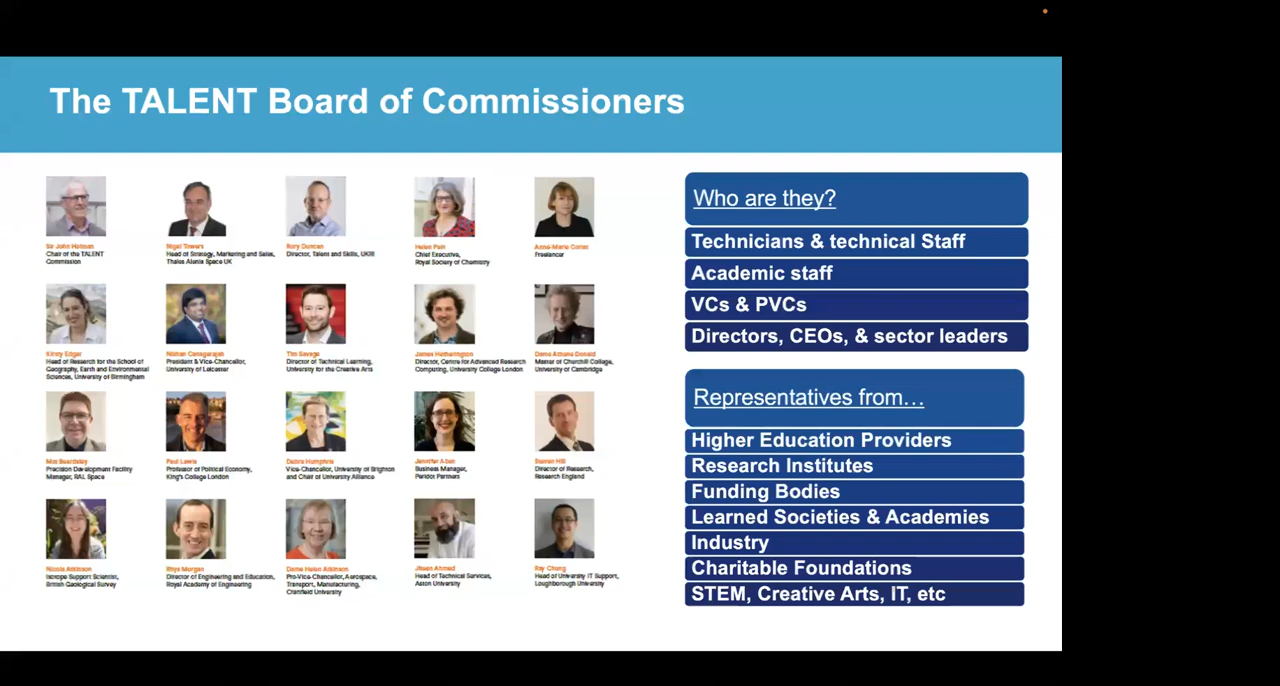 The TALENT Board of Commissioners
Sir John Holman
Chair of the TALENT
Commission
Nigel Towers
Head of Strategy, Marketing and Sales,
Thales Alenia Space UK
Rory Duncan
Director, Talent and Skills, UKRI
Helen Pain
Chief Executive,
Royal Society of Chemistry
Anne-Marie
Freelancer
Kirsty Edgar
Head of Research for the School of
Geography, Earth and Environmental
Sciences, University of Birmingham
Nishan Canagarajah
President & Vice-Chancellor,
University of Leicester
Tim Savage
Director of Technical Learning,
University for the Creative Arts
James Hetherington
Director, Centre for Advanced Research
Computing, University College London
Dame Athene Donald
Master of Churchill College,
University of Cambridge
Mat Beardsley
Precision Development Facility
Manager, RAL Space
Paul Lewis
Professor of Political Economy,
King's College London
Debra Humphris
Vice-Chancellor, University of Brighton
and Chair of University Alliance
Jennifer Allen
Business Manager,
Peridot Partners
Steven Hill
Director of Research,
Research England
Nicola Atkinson
Isotope Support Scientist,
British Geological Survey
Rhys Morgan
Director of Engineering and Education,
Royal Academy of Engineering
Dame Helen Atkinson
Pro-Vice-Chancellor, Aerospace,
Transport, Manufacturing,
Cranfield University
Jiteen Ahmed
Head of Technical Services,
Aston University
Ray Chung
Head of University IT Support,
Loughborough University
Who are they?
Technicians & technical Staff
Academic staff
VCs & PVCs
Directors, CEOs, & sector leaders
Representatives from…
Higher Education Providers
Research Institutes
Funding Bodies
Learned Societies & Academies
Industry
Charitable Foundations
STEM, Creative Arts, IT, etc